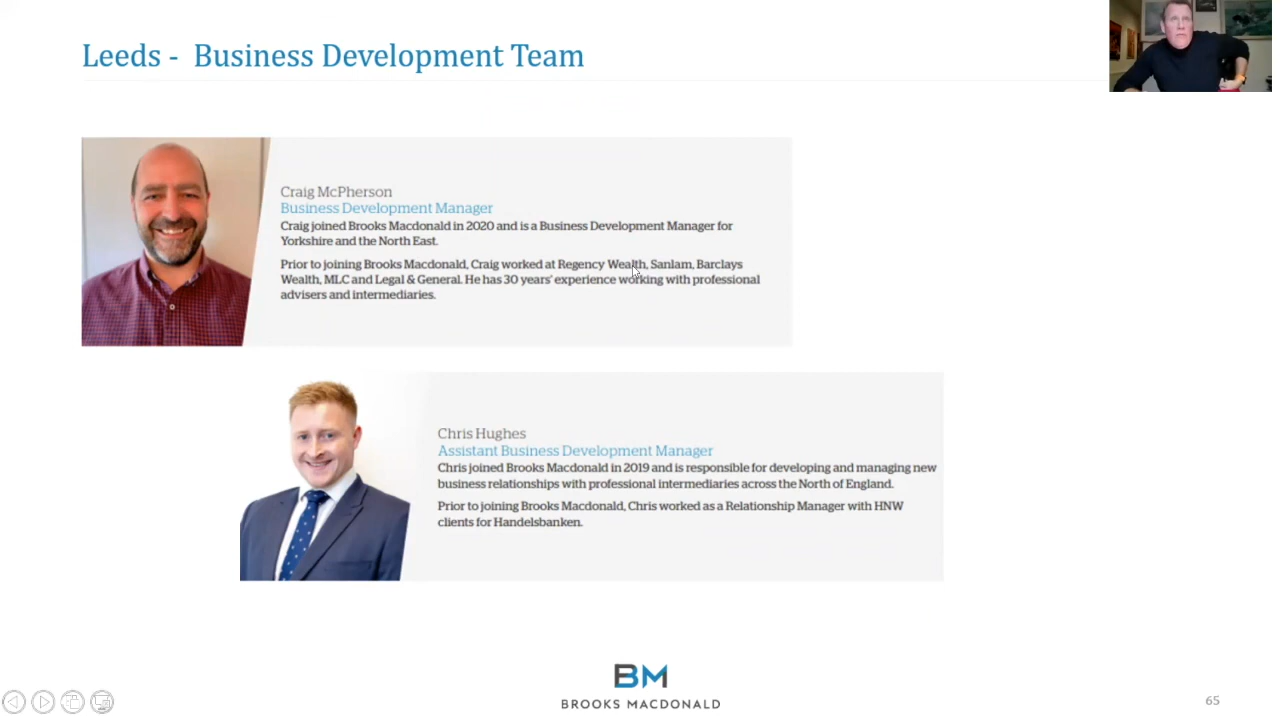 Leeds - Business Development Team
Craig McPherson
Business Development Manager
Craig joined Brooks Macdonald in 2020 and is a Business Development Manager for
Yorkshire and the North East.
Prior to joining Brooks Macdonald, Craig worked at Regency Wealth, Sanlam, Barclays
Wealth, MLC and Legal & General. He has 30 years' experience working with professional
advisers and intermediaries.
Chris Hughes
Assistant Business Development Manager
Chris joined Brooks Macdonald in 2019 and is responsible for developing and managing new
business relationships with professional intermediaries across the North of England.
Prior to joining Brooks Macdonald, Chris worked as a Relationship Manager with HNW
clients for Handelsbanken.
BM
BROOKS MACDONALD
65